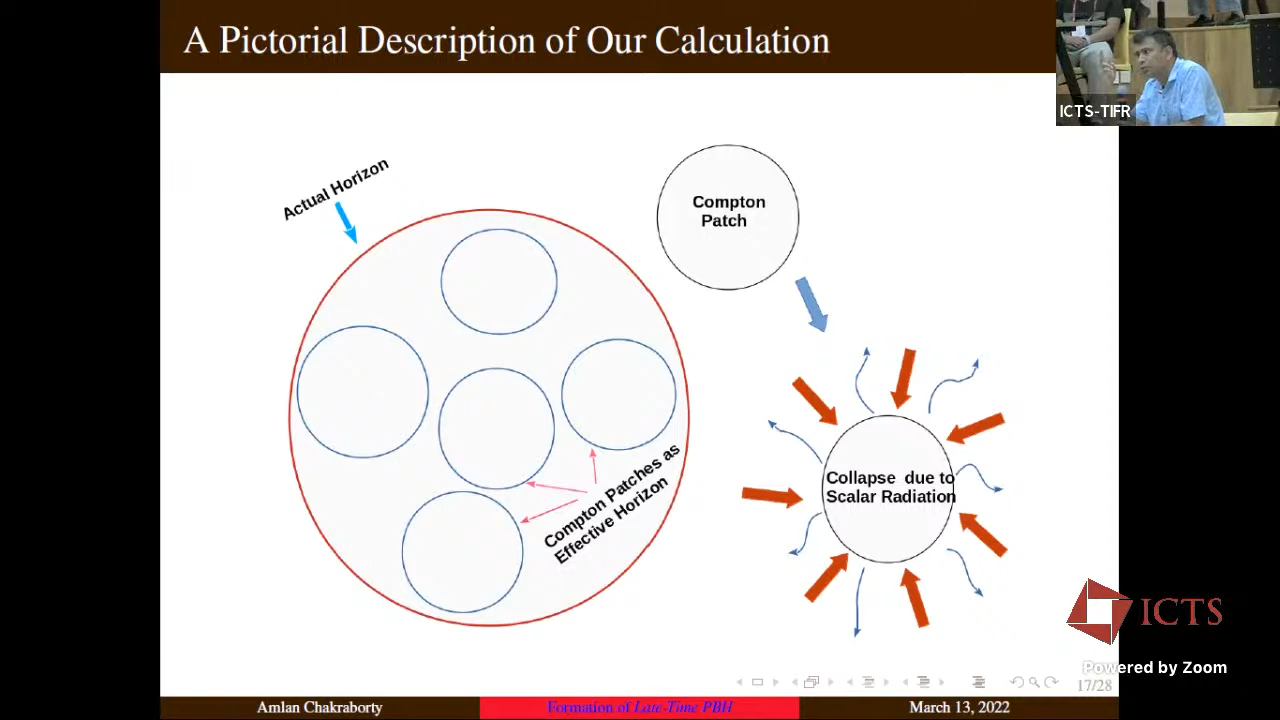 A Pictorial Description of Our Calculation
ICTS-TIFR
Actual Horizon
Compton
Patch
Compton Patches as
Effective Horizon
Collapse due to
Scalar Radiation
ICTS
Powered by Zoom
17/28
Amlan Chakraborty
Formation of Late-Time PBH
March 13, 2022